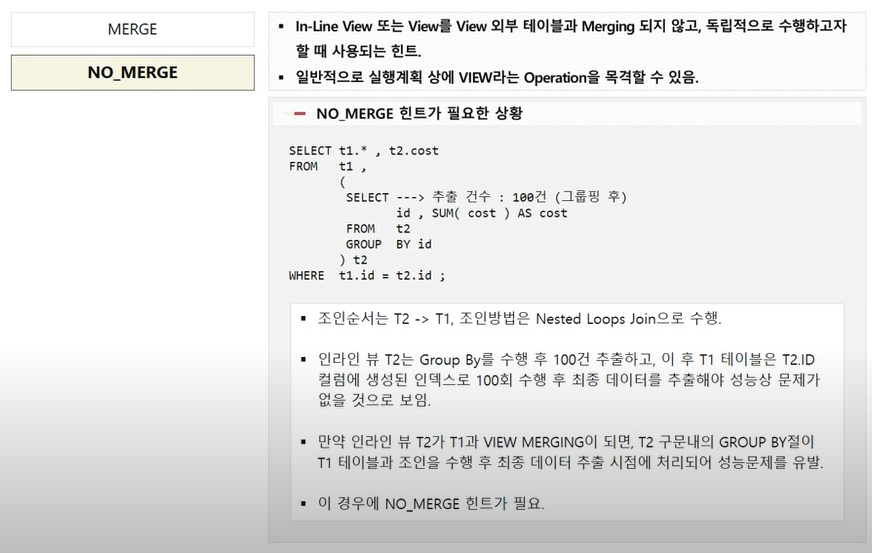 MERGE
NO_MERGE
▪ In-Line View 또는 View를 View 외부 테이블과 Merging 되지 않고, 독립적으로 수행하고자
할 때 사용되는 힌트.
▪ 일반적으로 실행계획 상에 VIEW라는 Operation을 목격할 수 있음.
NO_MERGE 힌트가 필요한 상황
SELECT t1.* , t2.cost
FROM t1 ,
(
SELECT ---> 추출 건수 : 100건 (그룹핑 후)
id , SUM( cost ) AS cost
FROM t2
GROUP BY id
) t2
WHERE t1.id = t2.id ;
▪ 조인순서는 T2 -> T1, 조인방법은 Nested Loops Join으로 수행.
▪ 인라인 뷰 T2는 Group By를 수행 후 100건 추출하고, 이 후 T1 테이블은 T2.ID
컬럼에 생성된 인덱스로 100회 수행 후 최종 데이터를 추출해야 성능상 문제가
없을 것으로 보임.
▪ 만약 인라인 뷰 T2가 T1과 VIEW MERGING이 되면, T2 구문내의 GROUP BY절이
T1 테이블과 조인을 수행 후 최종 데이터 추출 시점에 처리되어 성능문제를 유발.
▪ 이 경우에 NO_MERGE 힌트가 필요.